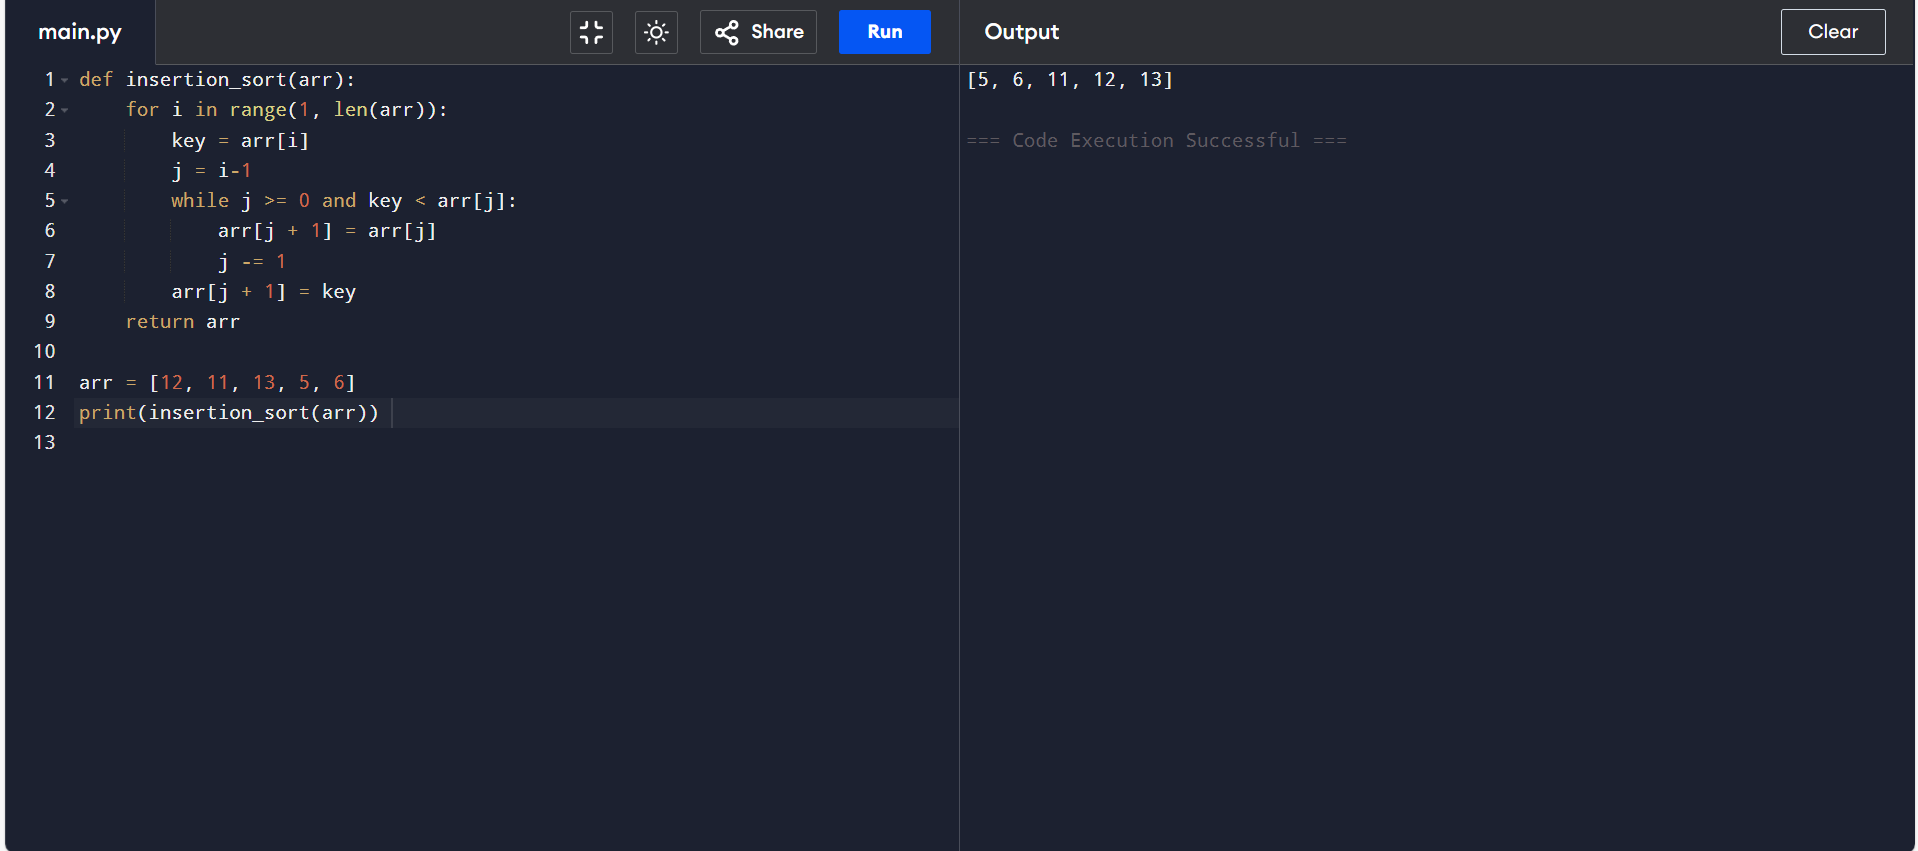 main.py
Share
Run
Output
Clear
1 def insertion_sort(arr):
2     for i in range(1, len(arr)):
3         key = arr[i]
4         j = i-1
5         while j >= 0 and key < arr[j]:
6             arr[j + 1] = arr[j]
7             j -= 1
8         arr[j + 1] = key
9     return arr
10
11 arr = [12, 11, 13, 5, 6]
12 print(insertion_sort(arr))
13
[5, 6, 11, 12, 13]
=== Code Execution Successful ===